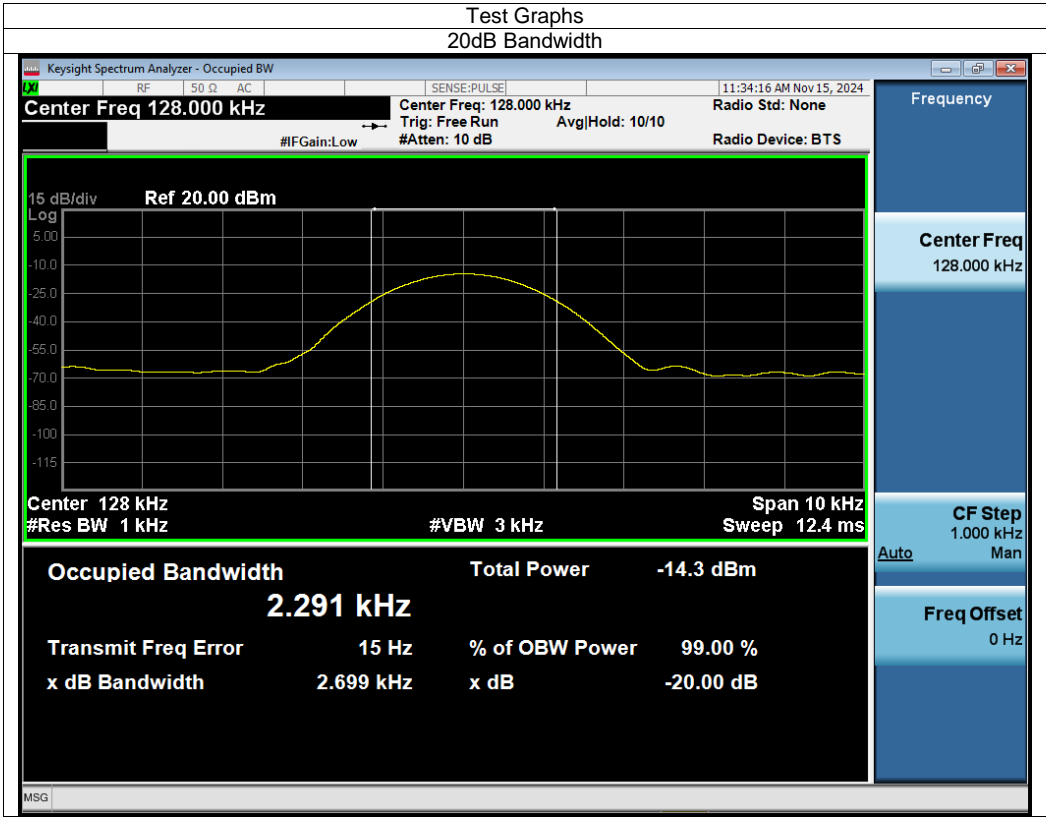 Test Graphs
20dB Bandwidth
Keysight Spectrum Analyzer - Occupied BW
LXI RF 50 Ω AC SENSE:PULSE 11:34:16 AM Nov 15, 2024
Center Freq 128.000 kHz Center Freq: 128.000 kHz Radio Std: None
Trig: Free Run Avg|Hold: 10/10
#IFGain:Low #Atten: 10 dB Radio Device: BTS
Frequency
15 dB/div Ref 20.00 dBm
Log
5.00
-10.0
-25.0
-40.0
-55.0
-70.0
-85.0
-100
-115
Center 128 kHz Span 10 kHz
#Res BW 1 kHz #VBW 3 kHz Sweep 12.4 ms
Center Freq
128.000 kHz
CF Step
1.000 kHz
Auto Man
Freq Offset
0 Hz
Occupied Bandwidth Total Power -14.3 dBm
2.291 kHz
Transmit Freq Error 15 Hz % of OBW Power 99.00 %
x dB Bandwidth 2.699 kHz x dB -20.00 dB
MSG